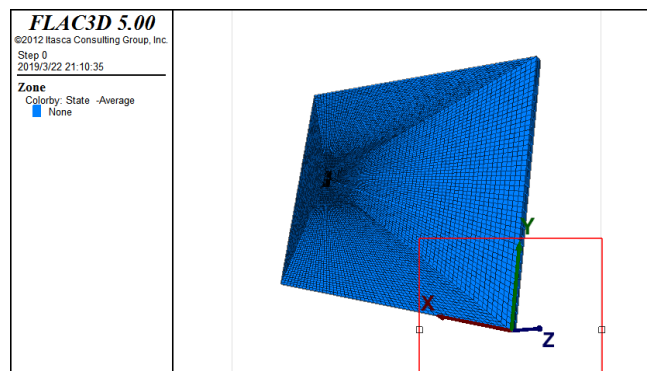 FLAC3D 5.00
©2012 Itasca Consulting Group, Inc.
Step 0
2019/3/22 21:10:35
Zone
Colorby: State -Average
None
Y
X
Z